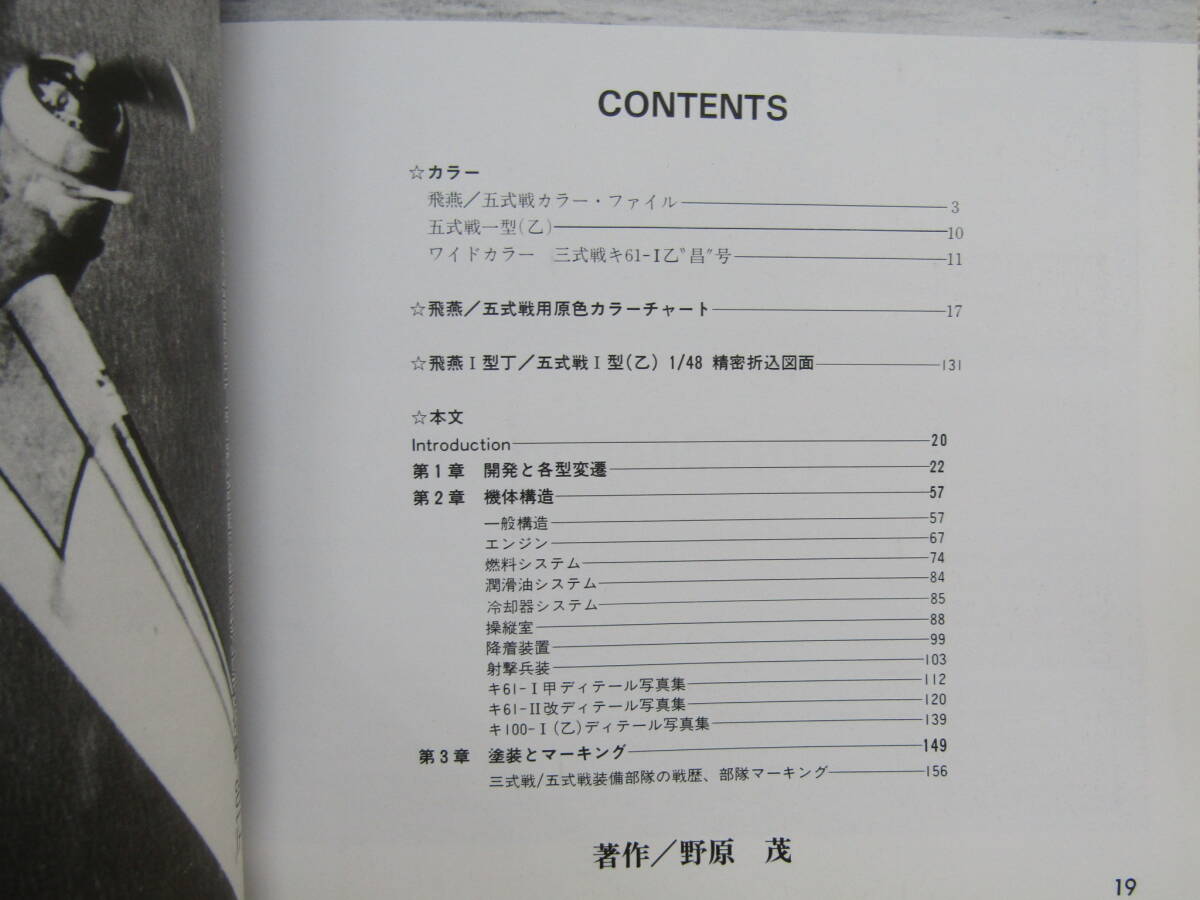 CONTENTS
☆カラー
飛燕／五式戦カラー・ファイル 3
五式戦一型(乙) 10
ワイドカラー　三式戦キ61-Ⅰ乙〝昌〟号 11
☆飛燕／五式戦用原色カラーチャート 17
☆飛燕Ⅰ型丁／五式戦Ⅰ型(乙) 1/48 精密折込図面 131
☆本文
Introduction 20
第1章　開発と各型変遷 22
第2章　機体構造 57
一般構造 57
エンジン 67
燃料システム 74
潤滑油システム 84
冷却器システム 85
操縦室 88
降着装置 99
射撃兵装 103
キ61-Ⅰ甲ディテール写真集 112
キ61-Ⅱ改ディテール写真集 120
キ100-Ⅰ(乙)ディテール写真集 139
第3章　塗装とマーキング 149
三式戦/五式戦装備部隊の戦歴、部隊マーキング 156
著作／野原　茂
19